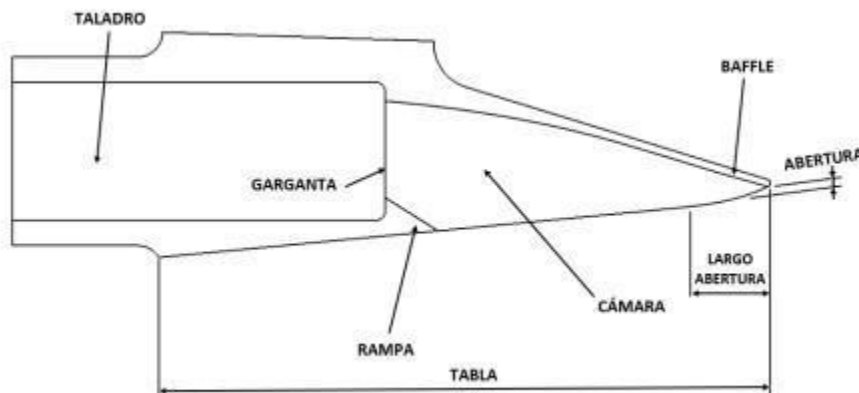 TALADRO
BAFFLE
ABERTURA
GARGANTA
LARGO
ABERTURA
CÁMARA
RAMPA
TABLA